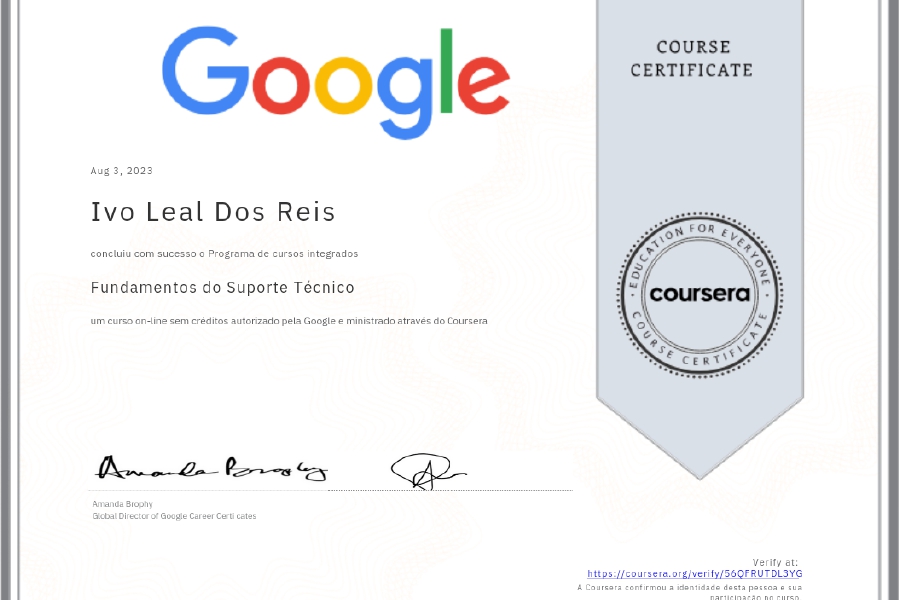 Google
COURSE
CERTIFICATE
Aug 3, 2023
Ivo Leal Dos Reis
concluiu com sucesso o Programa de cursos integrados
Fundamentos do Suporte Técnico
um curso on-line sem créditos autorizado pela Google e ministrado através do Coursera
EDUCATION FOR EVERYONE
coursera
COURSE CERTIFICATE
Amanda Brophy
Amanda Brophy
Global Director of Google Career Certificates
Verify at:
https://coursera.org/verify/56QFRUTDL3YG
A Coursera confirmou a identidade desta pessoa e sua
participação no curso.